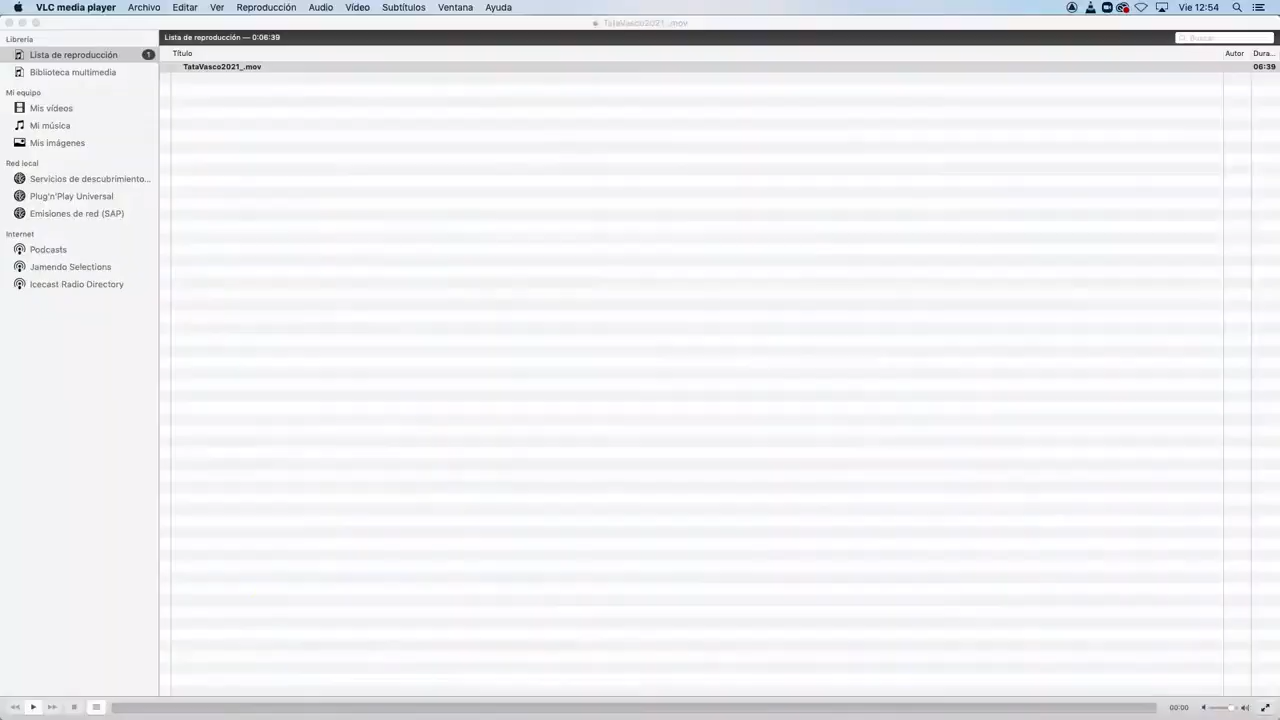 VLC media player Archivo Editar Ver Reproducción Audio Vídeo Subtítulos Ventana Ayuda Vie 12:54
TataVasco2021_.mov
Librería
Lista de reproducción 1
Biblioteca multimedia
Mi equipo
Mis vídeos
Mi música
Mis imágenes
Red local
Servicios de descubrimiento...
Plug'n'Play Universal
Emisiones de red (SAP)
Internet
Podcasts
Jamendo Selections
Icecast Radio Directory
Lista de reproducción — 0:06:39
Buscar
Título Autor Dura...
TataVasco2021_.mov 06:39
00:00